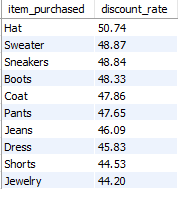 item_purchased discount_rate
Hat 50.74
Sweater 48.87
Sneakers 48.84
Boots 48.33
Coat 47.86
Pants 47.65
Jeans 46.09
Dress 45.83
Shorts 44.53
Jewelry 44.20